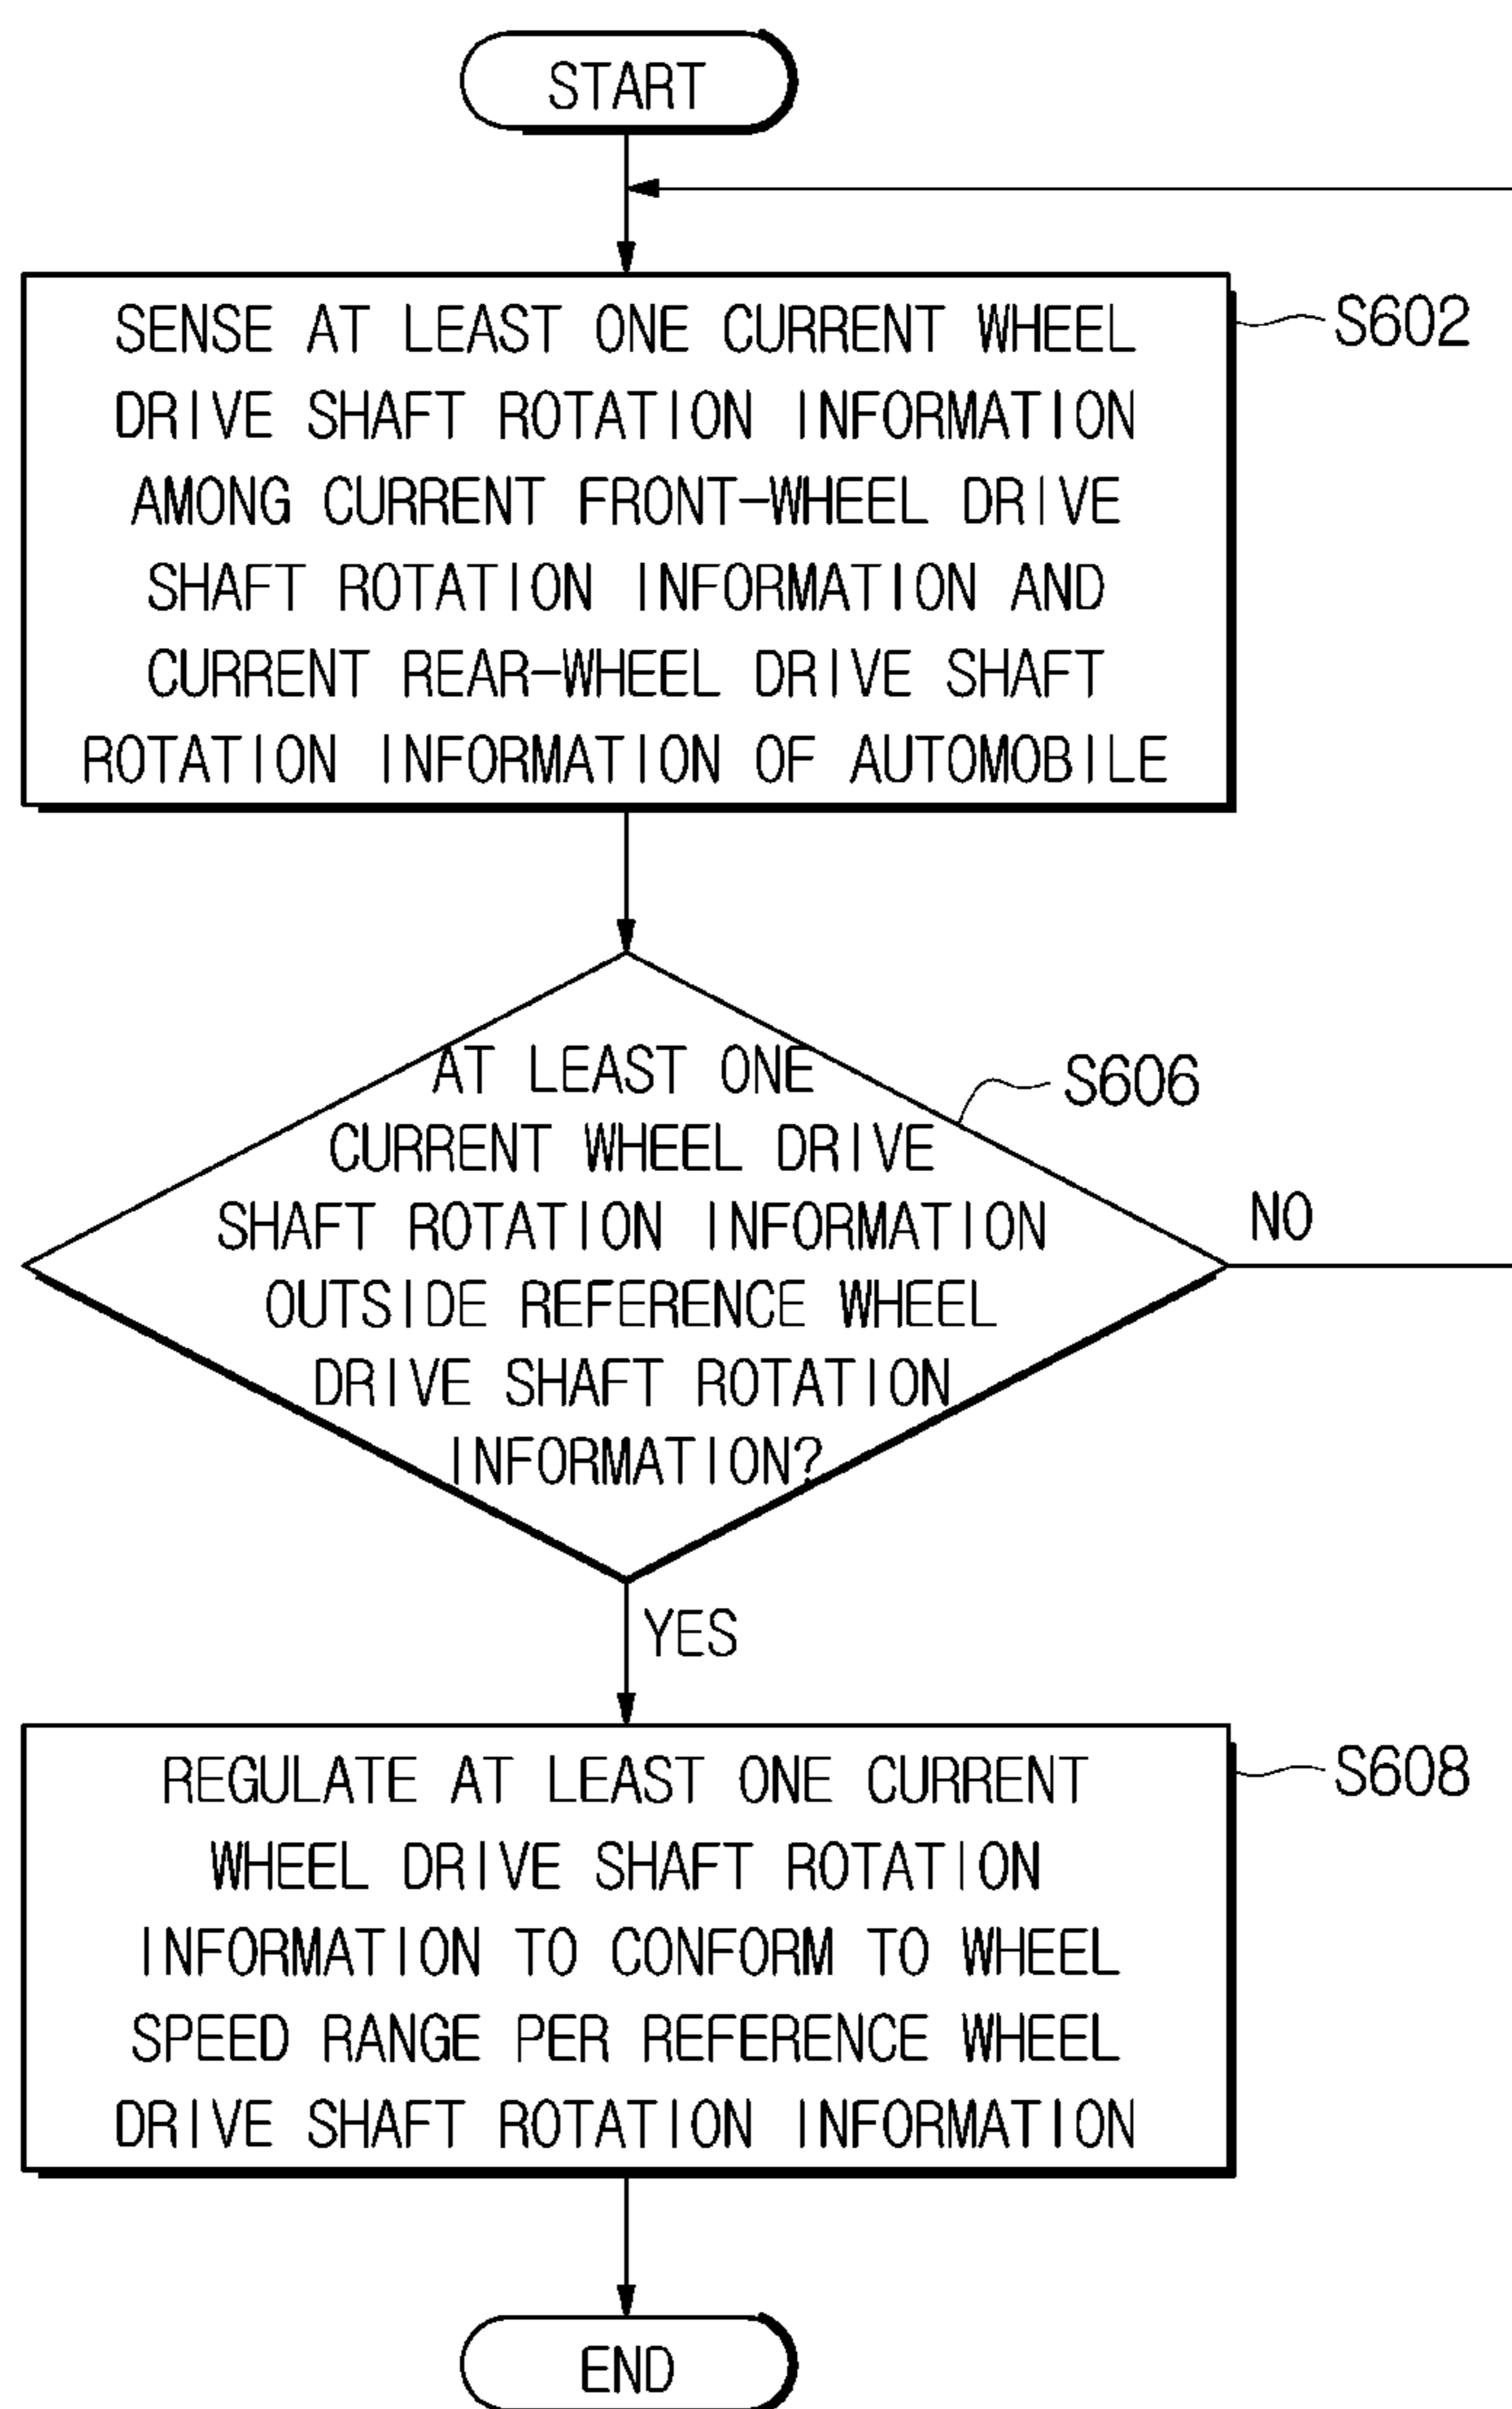 START
SENSE AT LEAST ONE CURRENT WHEEL
DRIVE SHAFT ROTATION INFORMATION
AMONG CURRENT FRONT-WHEEL DRIVE
SHAFT ROTATION INFORMATION AND
CURRENT REAR-WHEEL DRIVE SHAFT
ROTATION INFORMATION OF AUTOMOBILE
S602
AT LEAST ONE
CURRENT WHEEL DRIVE
SHAFT ROTATION INFORMATION
OUTSIDE REFERENCE WHEEL
DRIVE SHAFT ROTATION
INFORMATION?
S606
NO
YES
REGULATE AT LEAST ONE CURRENT
WHEEL DRIVE SHAFT ROTATION
INFORMATION TO CONFORM TO WHEEL
SPEED RANGE PER REFERENCE WHEEL
DRIVE SHAFT ROTATION INFORMATION
S608
END